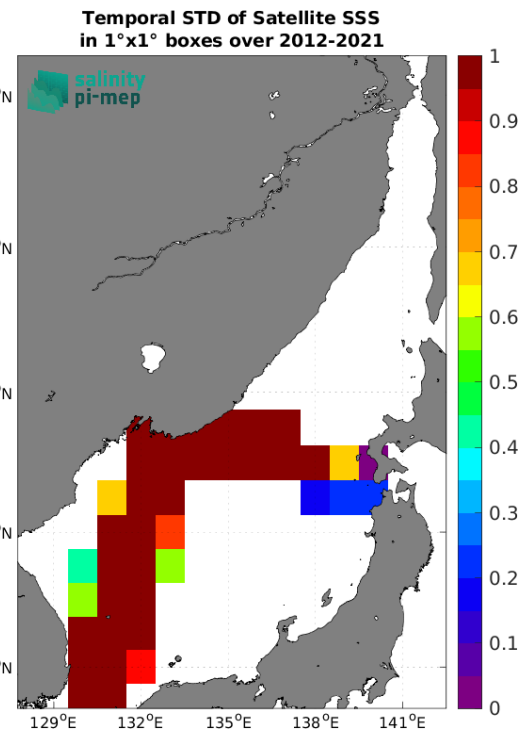 Temporal STD of Satellite SSS
in 1°x1° boxes over 2012-2021
salinity
pi-mep
°N
°N
°N
°N
°N
1
0.9
0.8
0.7
0.6
0.5
0.4
0.3
0.2
0.1
0
129°E 132°E 135°E 138°E 141°E